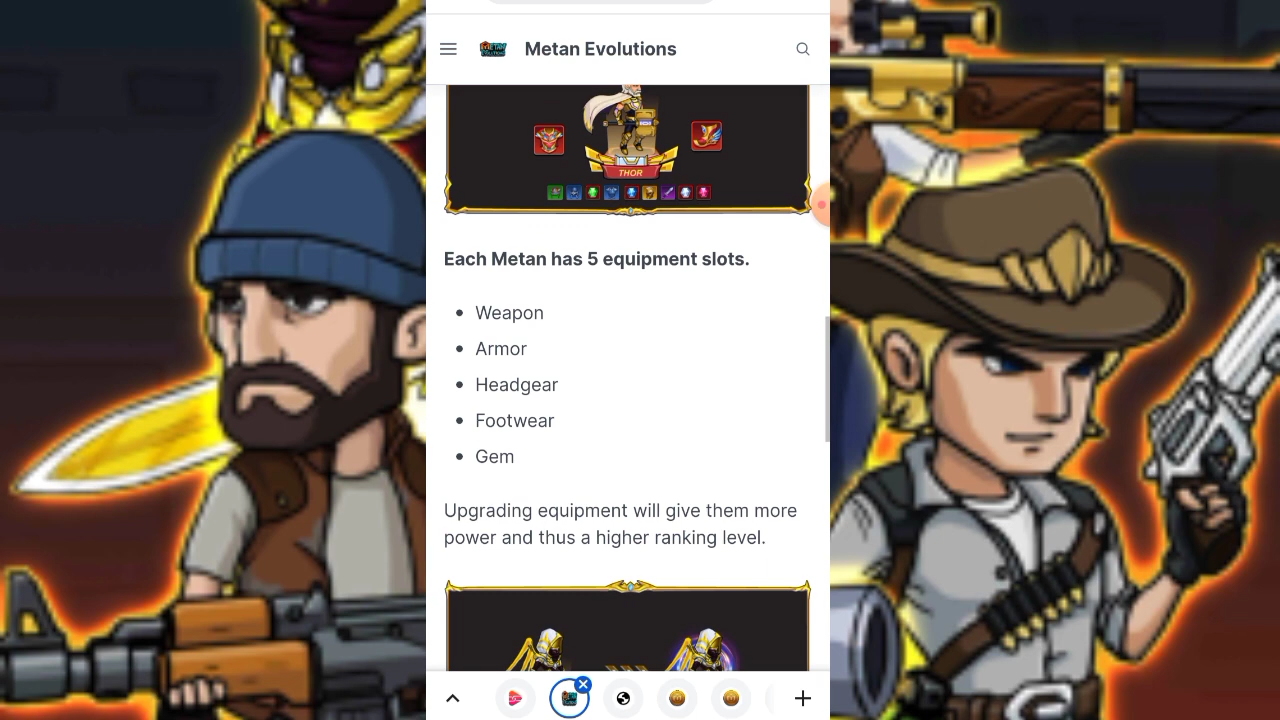 Metan Evolutions
THOR
Each Metan has 5 equipment slots.
Weapon
Armor
Headgear
Footwear
Gem
Upgrading equipment will give them more
power and thus a higher ranking level.